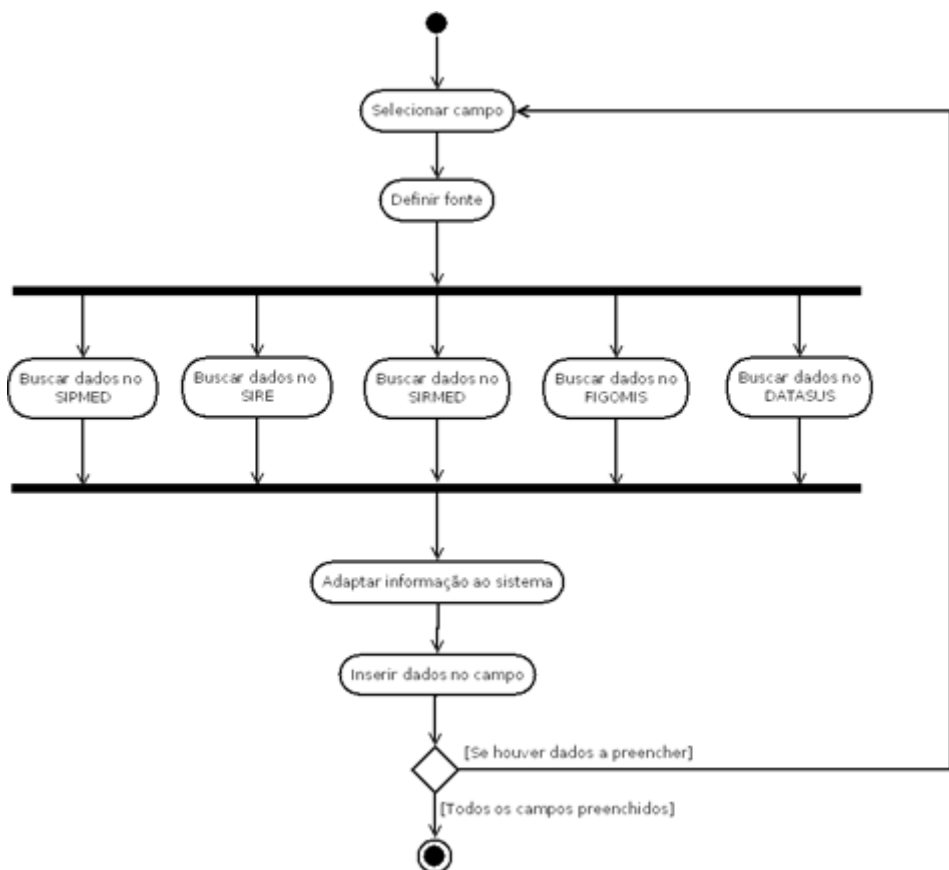 Selecionar campo
Definir fonte
Buscar dados no
SIPMED
Buscar dados no
SIRE
Buscar dados no
SIRMED
Buscar dados no
FIGOMIS
Buscar dados no
DATASUS
Adaptar informação ao sistema
Inserir dados no campo
[Se houver dados a preencher]
[Todos os campos preenchidos]